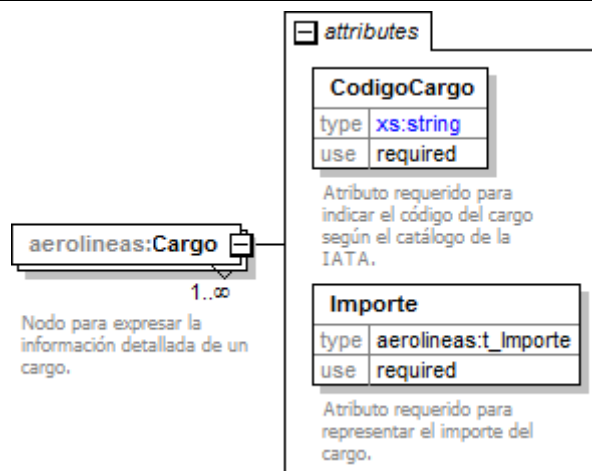 attributes
CodigoCargo
type xs:string
use required
Atributo requerido para
indicar el código del cargo
según el catálogo de la
IATA.
aerolineas:Cargo
1..∞
Nodo para expresar la
información detallada de un
cargo.
Importe
type aerolineas:t_Importe
use required
Atributo requerido para
representar el importe del
cargo.